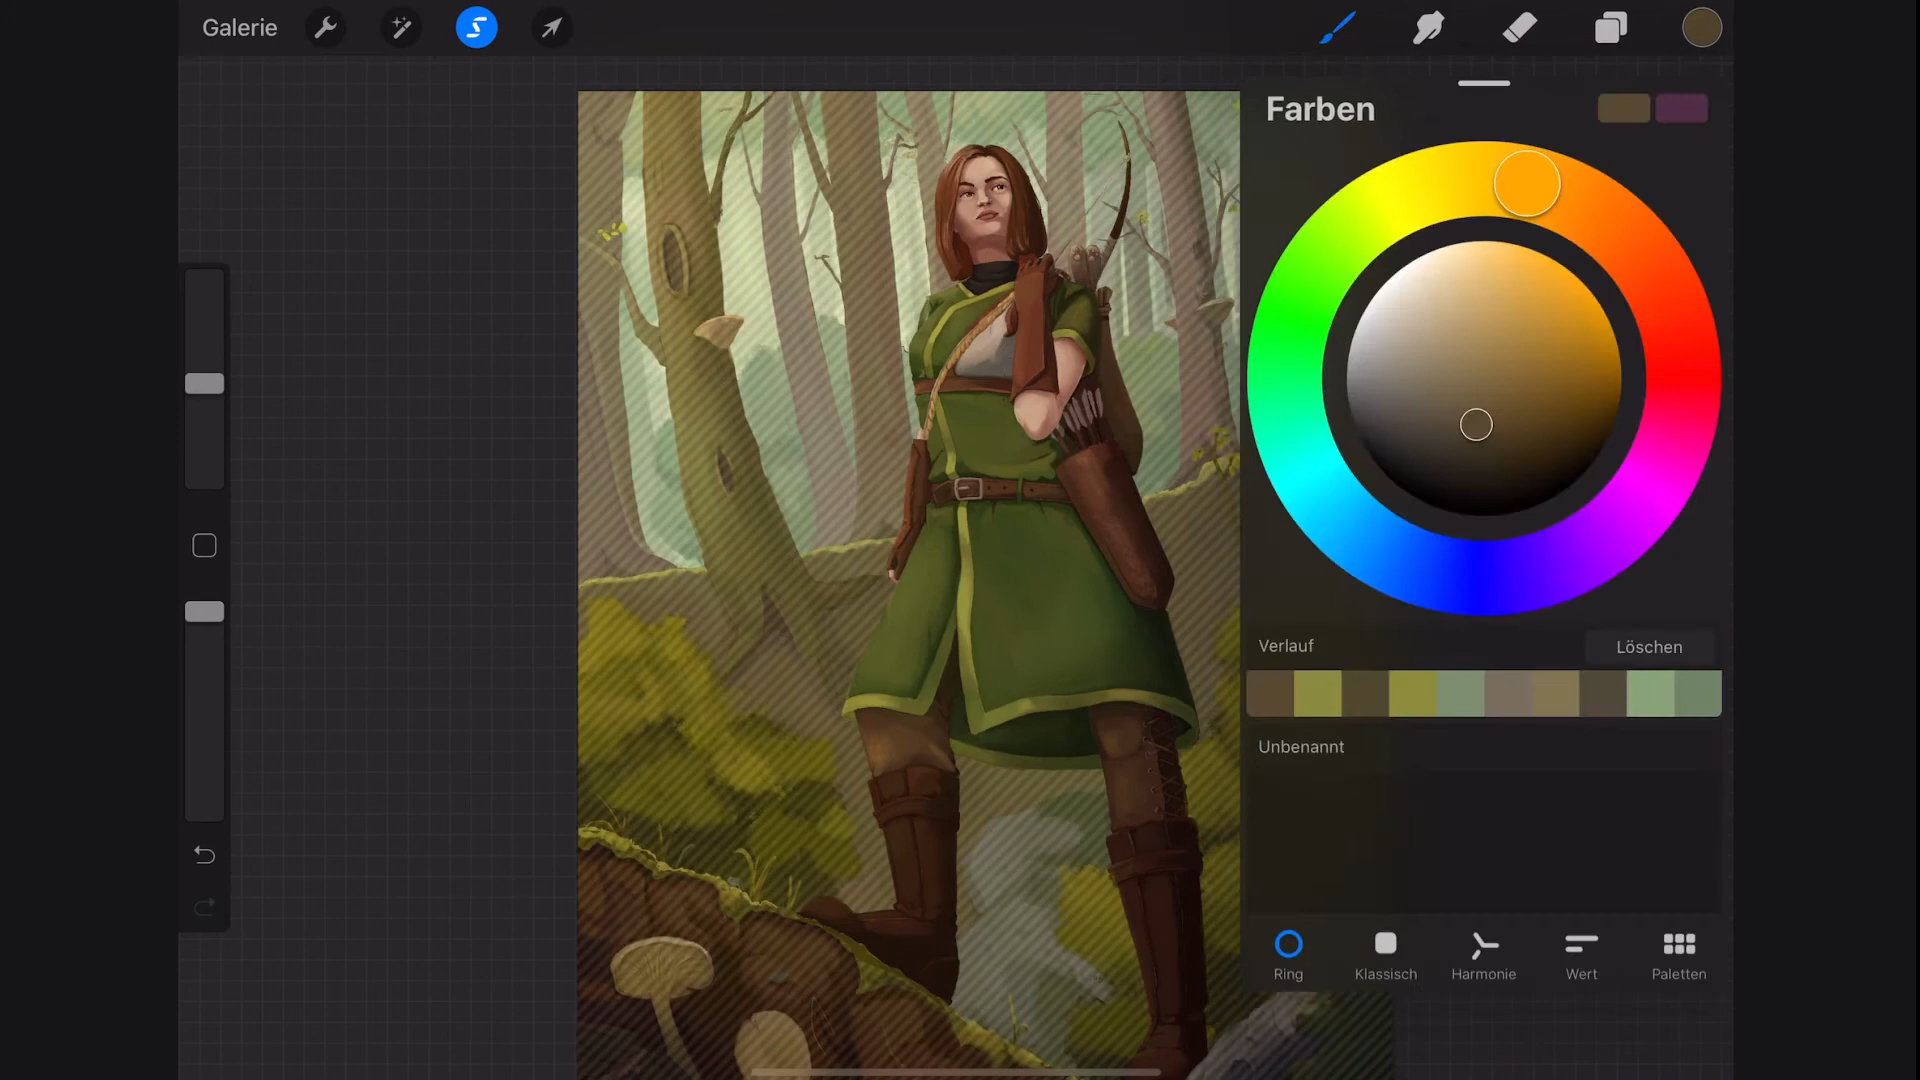 Galerie
Farben
Verlauf
Löschen
Unbenannt
Ring
Klassisch
Harmonie
Wert
Paletten